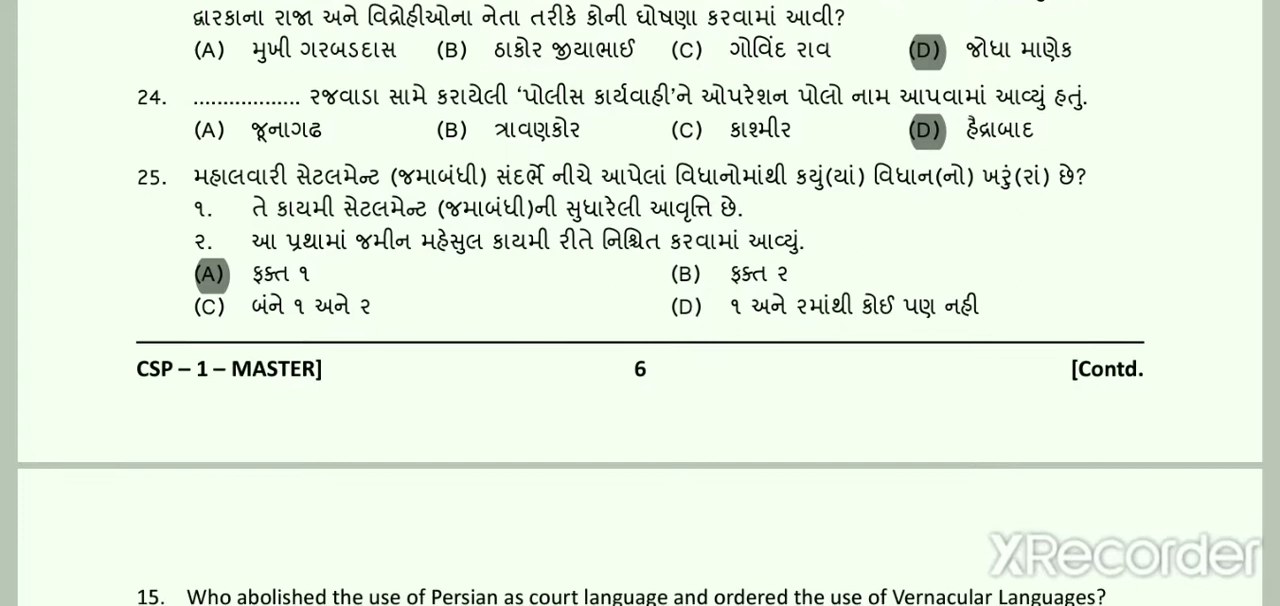 દ્વારકાના રાજા અને વિદ્રોહીઓના નેતા તરીકે કોની ઘોષણા કરવામાં આવી?
(A) મુખી ગરબડદાસ (B) ઠાકોર જીયાભાઈ (C) ગોવિંદ રાવ (D) જોધા માણેક
24. .................. રજવાડા સામે કરાયેલી ‘પોલીસ કાર્યવાહી’ને ઓપરેશન પોલો નામ આપવામાં આવ્યું હતું.
(A) જૂનાગઢ (B) ત્રાવણકોર (C) કાશ્મીર (D) હૈદ્રાબાદ
25. મહાલવારી સેટલમેન્ટ (જમાબંધી) સંદર્ભે નીચે આપેલાં વિધાનોમાંથી કયું(યાં) વિધાન(નો) ખરું(રાં) છે?
૧. તે કાયમી સેટલમેન્ટ (જમાબંધી)ની સુધારેલી આવૃત્તિ છે.
૨. આ પ્રથામાં જમીન મહેસુલ કાયમી રીતે નિશ્ચિત કરવામાં આવ્યું.
(A) ફક્ત ૧ (B) ફક્ત ૨
(C) બંને ૧ અને ૨ (D) ૧ અને ૨માંથી કોઈ પણ નહી
CSP – 1 – MASTER] 6 [Contd.
XRecorder
15. Who abolished the use of Persian as court language and ordered the use of Vernacular Languages?